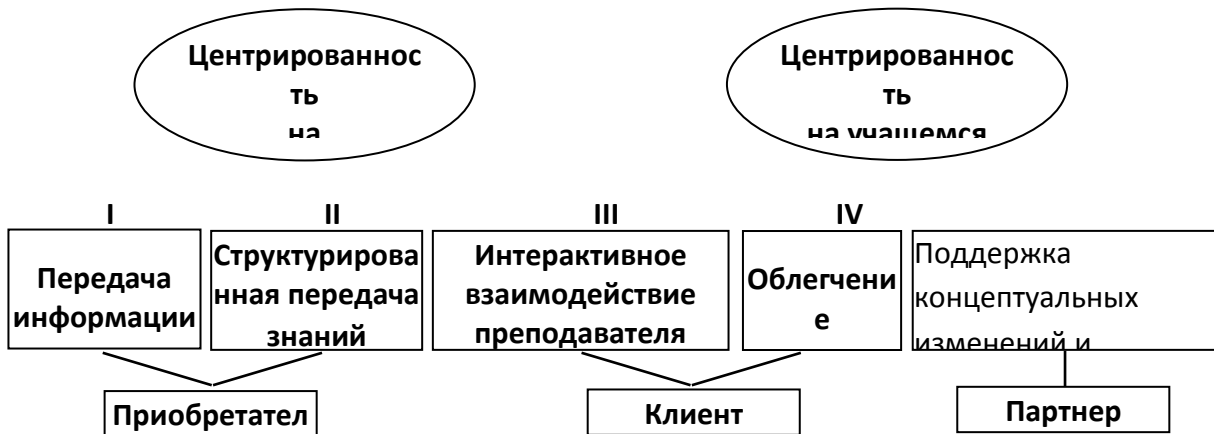 Центрированнос
ть
на
Центрированнос
ть
на учащемся
I
II
III
IV
Передача
информации
Структурирова
нная передача
знаний
Интерактивное
взаимодействие
преподавателя
Облегчени
е
Поддержка
концептуальных
изменений и
Приобретател
Клиент
Партнер